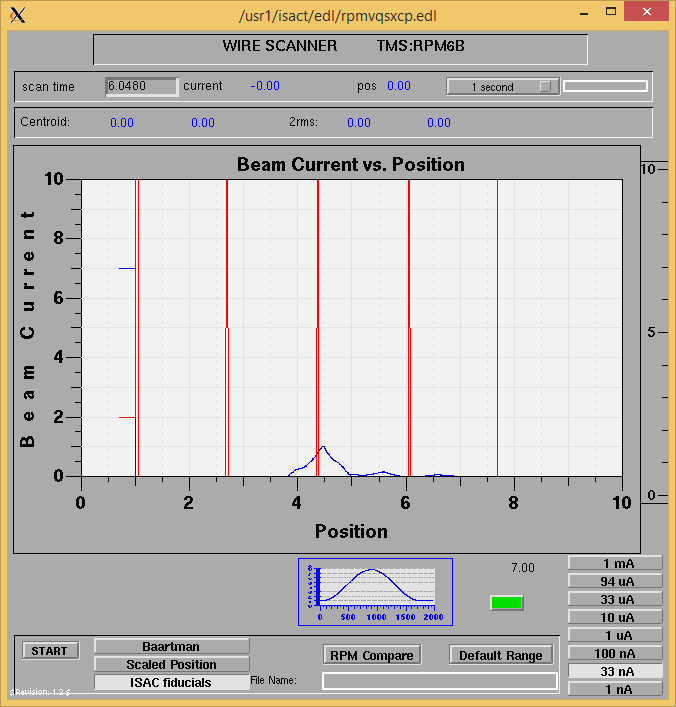 /usr1/isact/edl/rpmvqsxcp.edl
WIRE SCANNER TMS:RPM6B
scan time 6.0480 current -0.00 pos 0.00 1 second
Centroid: 0.00 0.00 2rms: 0.00 0.00
Beam Current vs. Position
10
8
6
4
2
0
Beam Current
0 2 4 6 8 10
Position
10
5
0
8
0 500 1000 1500 2000
7.00
1 mA
94 uA
33 uA
10 uA
1 uA
100 nA
33 nA
1 nA
START
Baartman
Scaled Position
ISAC fiducials
RPM Compare
Default Range
File Name:
$Revision: 1.2 $